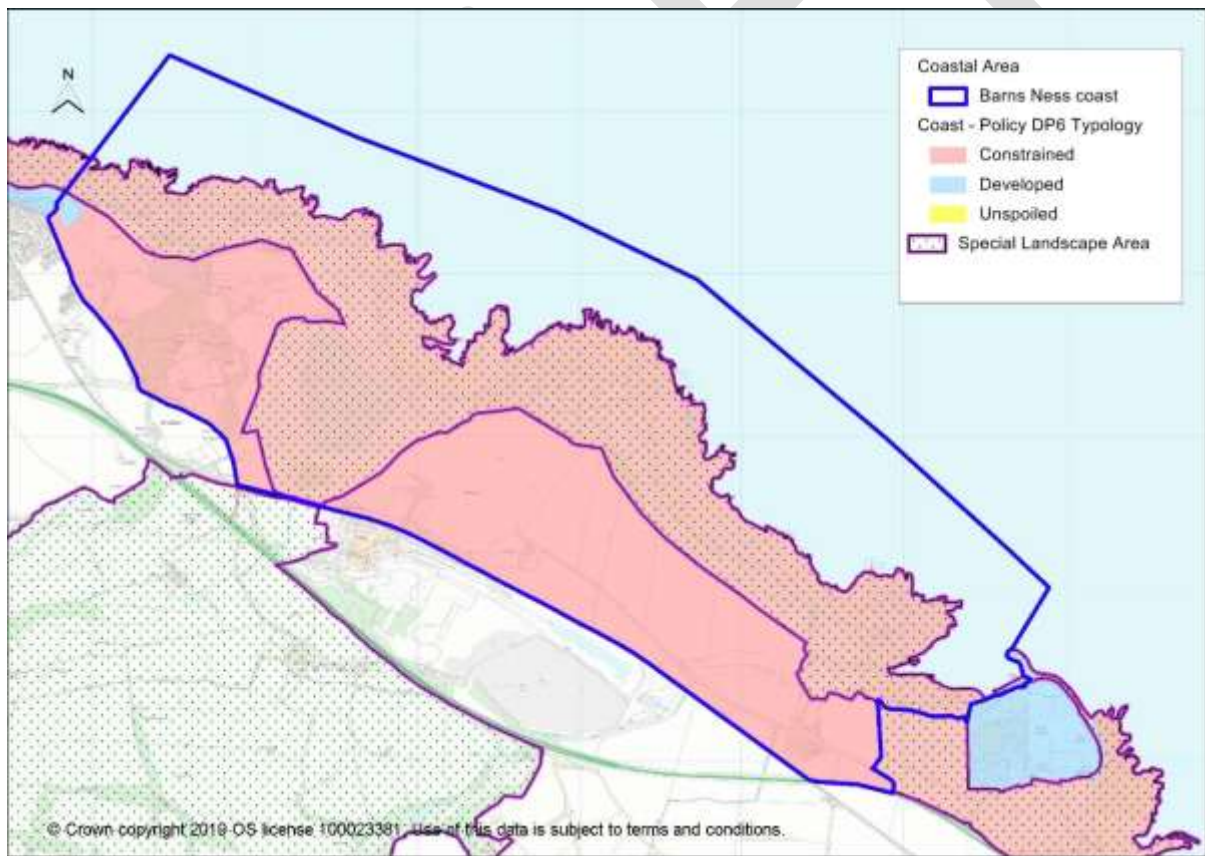 N
Coastal Area
Barns Ness coast
Coast - Policy DP6 Typology
Constrained
Developed
Unspoiled
Special Landscape Area
© Crown copyright 2019 OS license 100023381. Use of this data is subject to terms and conditions.